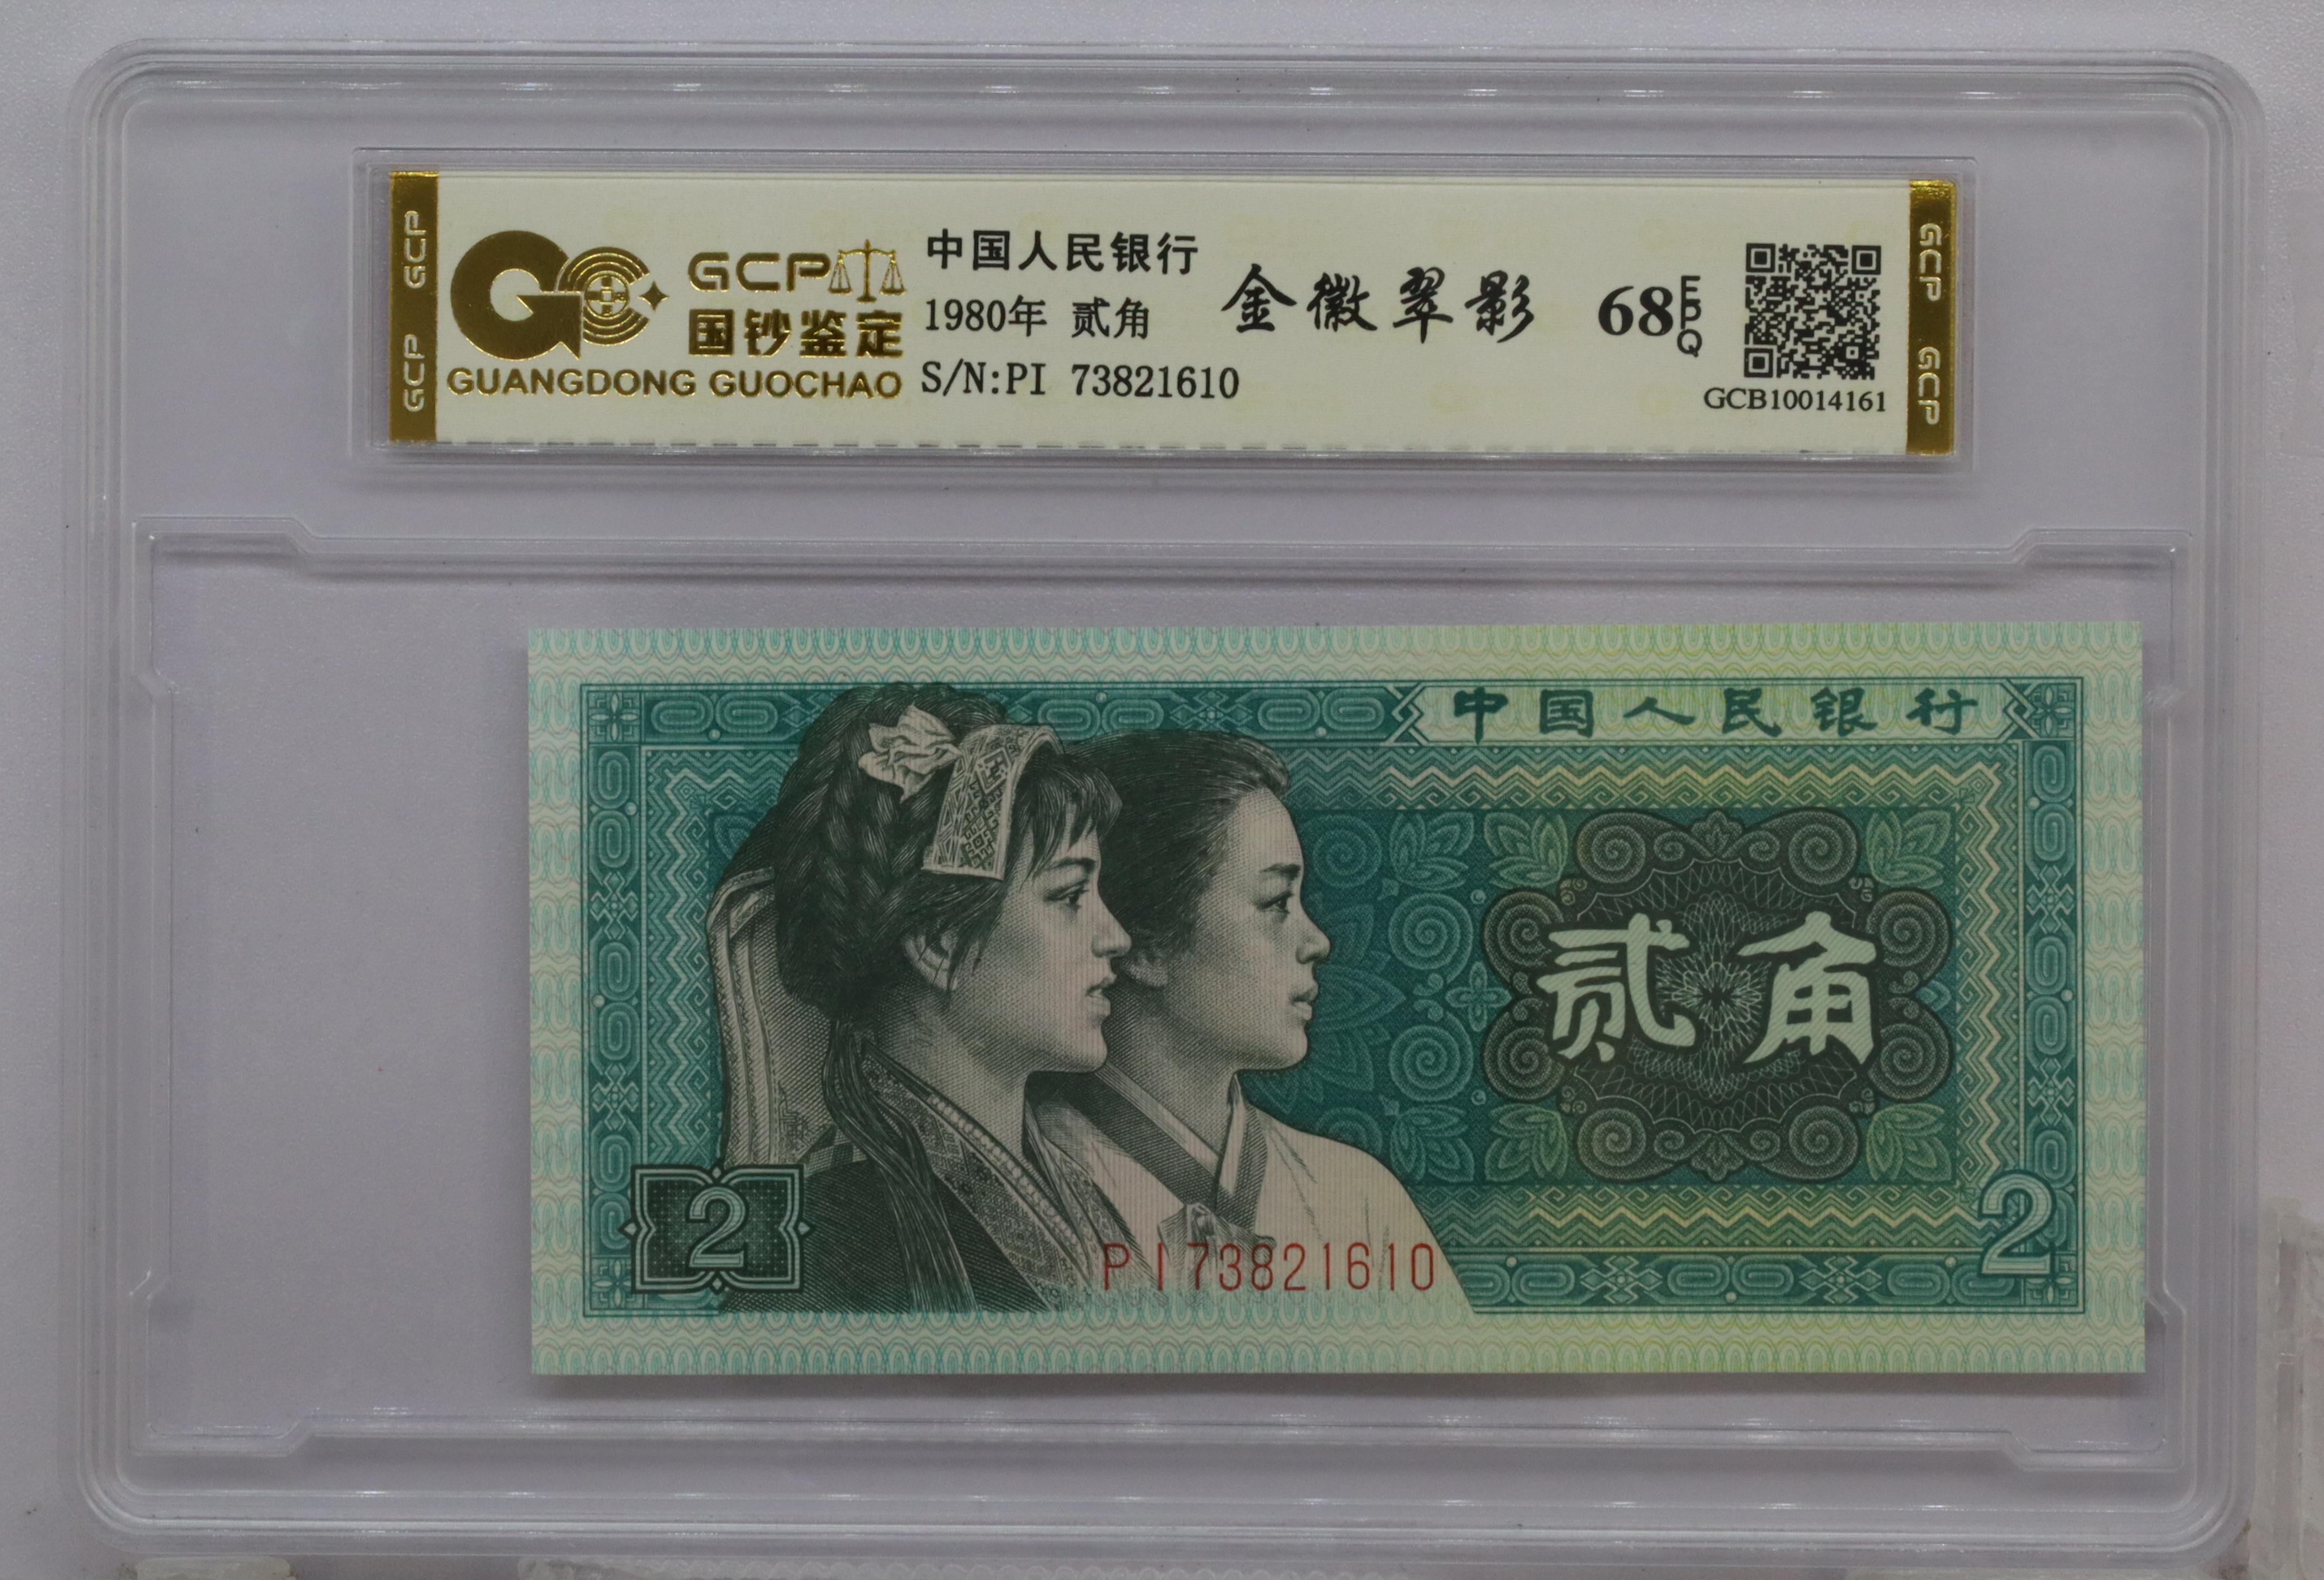 GCP GCP
GCP
国钞鉴定
GUANGDONG GUOCHAO
中国人民银行
1980年 贰角
S/N:PI 73821610
金徽翠影
68 EPQ
GCB10014161
GCP GCP
中国人民银行
贰角
2
PI73821610
2